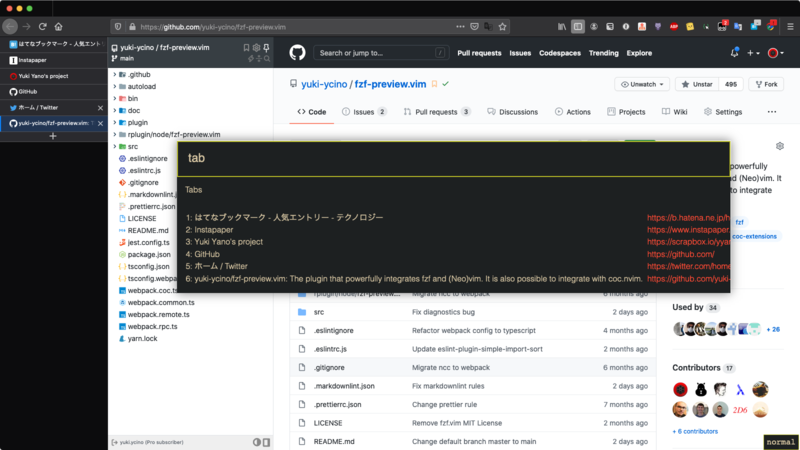 https://github.com/yuki-ycino/fzf-preview.vim
はてなブックマーク - 人気エント
Instapaper
Yuki Yano's project
GitHub
ホーム / Twitter
yuki-ycino/fzf-preview.vim: T
yuki-ycino / fzf-preview.vim
main
.github
autoload
bin
doc
plugin
rplugin/node/fzf-preview.vim
src
.eslintignore
.eslintrc.js
.gitignore
.markdownlint.j
.prettierrc.json
LICENSE
README.md
jest.config.ts
package.json
tsconfig.json
tsconfig.webpa
webpack.coc.ts
webpack.common.ts
webpack.remote.ts
webpack.rpc.ts
yarn.lock
yuki.ycino (Pro subscriber)
Search or jump to...
/
Pull requests Issues Codespaces Trending Explore
yuki-ycino / fzf-preview.vim
Unwatch Unstar 495 Fork
Code Issues 2 Pull requests 3 Discussions Actions Projects Wiki Settings
tab
Tabs
1: はてなブックマーク - 人気エントリー - テクノロジー https://b.hatena.ne.jp/h
2: Instapaper https://www.instapaper.
3: Yuki Yano's project https://scrapbox.io/yyan
4: GitHub https://github.com/
5: ホーム / Twitter https://twitter.com/home
6: yuki-ycino/fzf-preview.vim: The plugin that powerfully integrates fzf and (Neo)vim. It is also possible to integrate with coc.nvim. https://github.com/yuki-
powerfully
and (Neo)vim. It
to integrate
fzf
coc-extensions
rplugin/node/fzf-preview... Migrate ncc to webpack 6 months ago
src Fix diagnostics bug 2 days ago
.eslintignore Refactor webpack config to typescript 4 months ago
.eslintrc.js Update eslint-plugin-simple-import-sort 2 months ago
.gitignore Migrate ncc to webpack 6 months ago
.markdownlint.json Fix markdownlint rules 2 months ago
.prettierrc.json Change prettier rule 7 months ago
LICENSE Remove fzf.vim MIT License 2 months ago
README.md Change default branch master to main 2 days ago
Used by 34
+ 26
Contributors 17
+ 6 contributors
normal